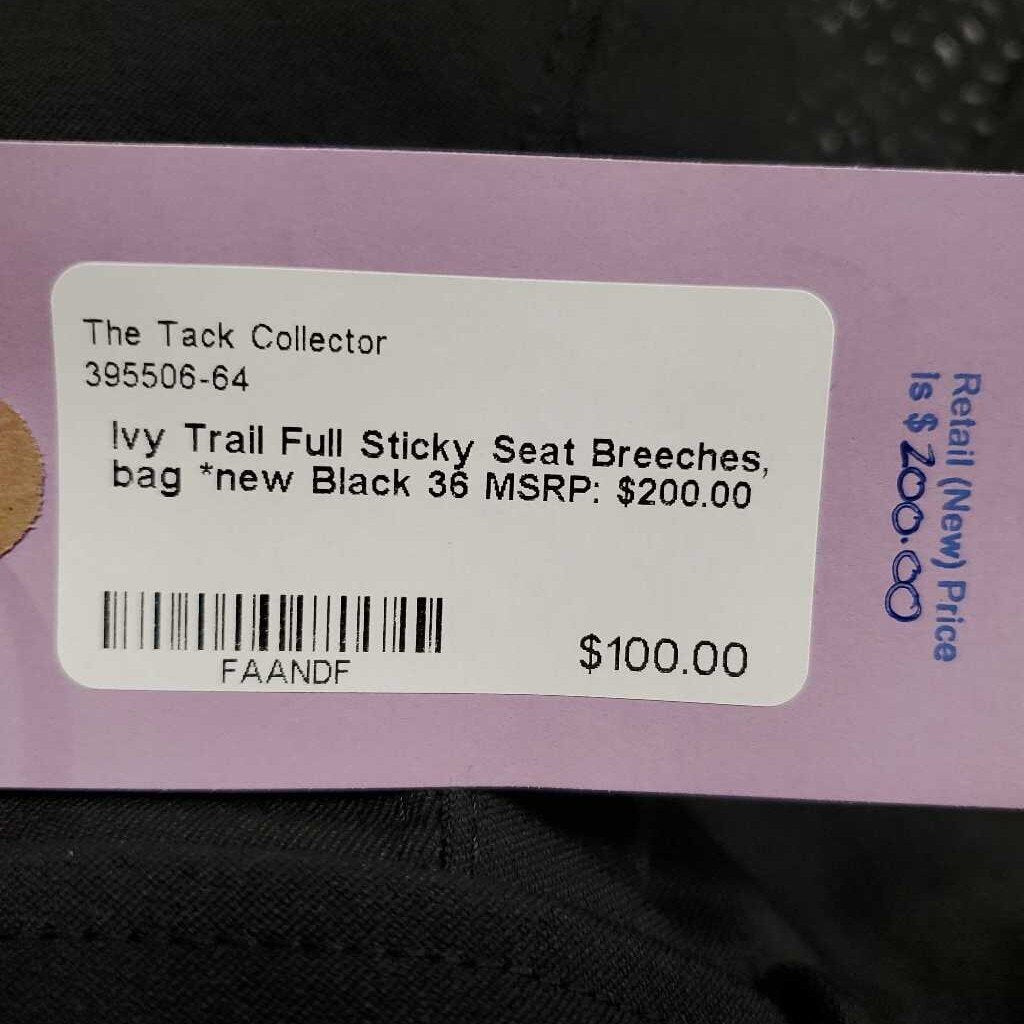 The Tack Collector
395506-64
Ivy Trail Full Sticky Seat Breeches,
bag *new Black 36 MSRP: $200.00
FAANDF
$100.00
Retail (New) Price
Is $ 200.00